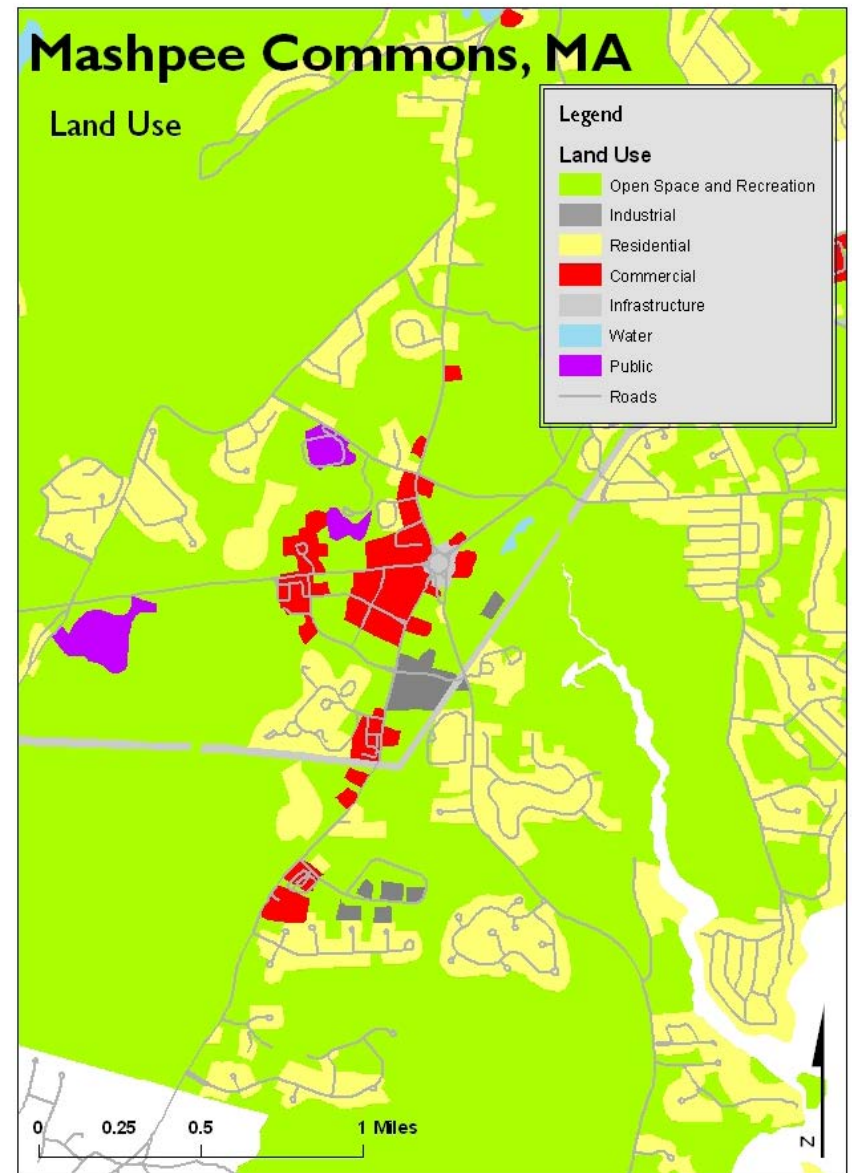 Mashpee Commons, MA
Land Use
Legend
Land Use
Open Space and Recreation
Industrial
Residential
Commercial
Infrastructure
Water
Public
Roads
0 0.25 0.5 1 Miles
N